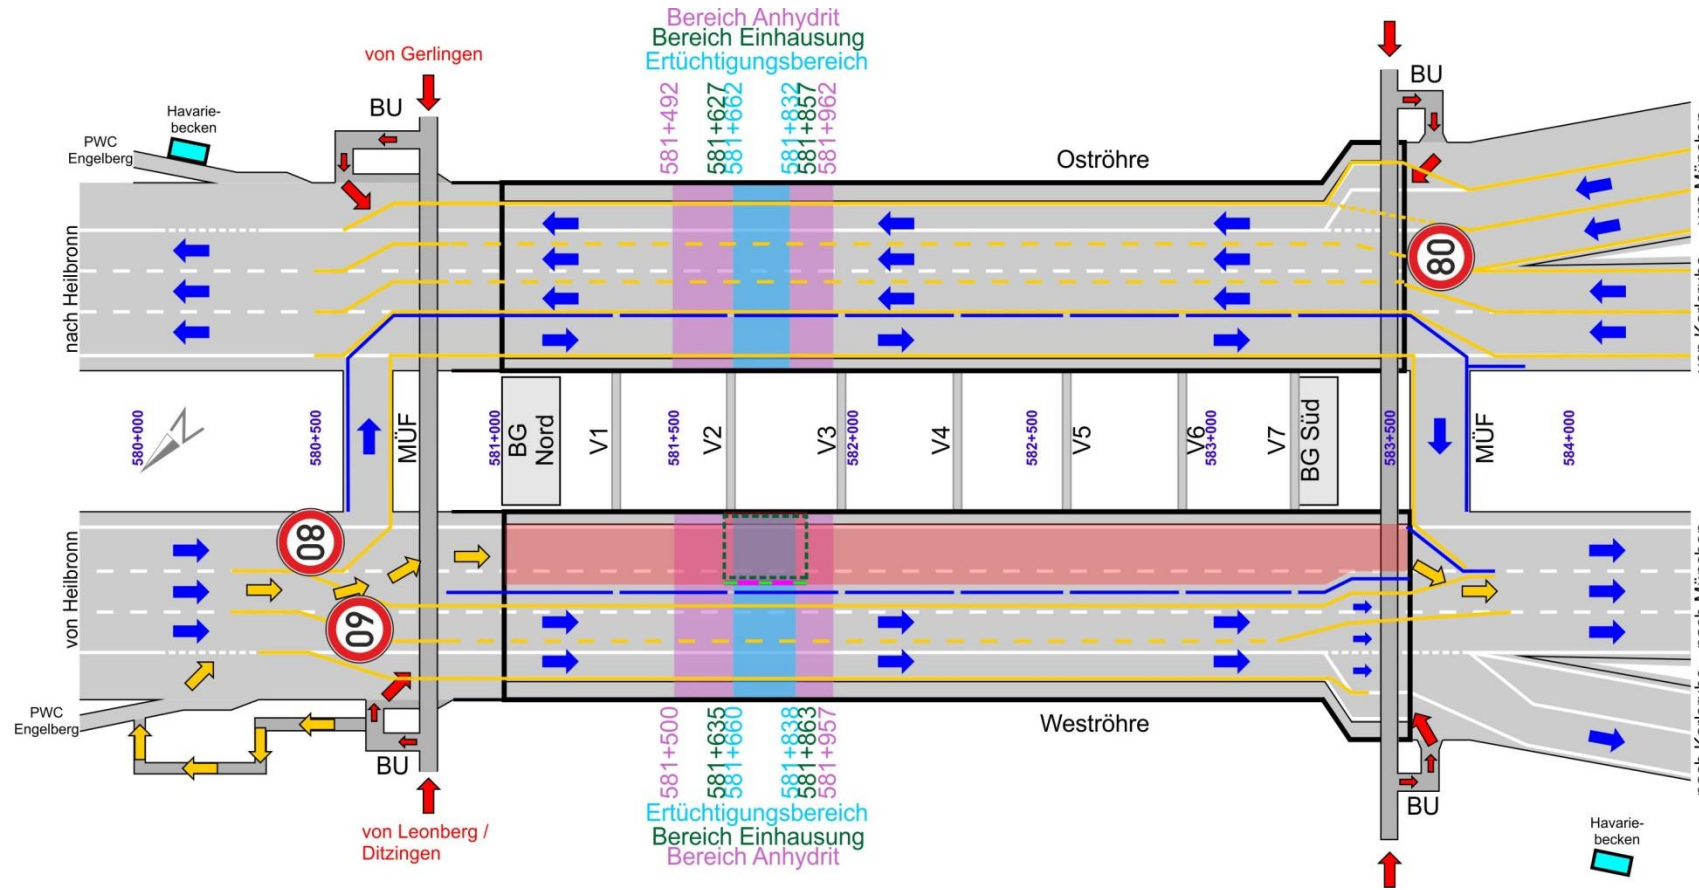 Bereich Anhydrit
Bereich Einhausung
Ertüchtigungsbereich
von Gerlingen
BU
BU
581+492
581+627
581+662
581+832
581+857
581+962
Havarie-
becken
PWC
Engelberg
Oströhre
80
nach Heilbronn
N
580+000
580+500
MÜF
581+000
BG
Nord
V1
581+500
V2
V3
582+000
V4
582+500
V5
V6
583+000
V7
BG Süd
583+500
MÜF
584+000
von Heilbronn
80
60
PWC
Engelberg
BU
Weströhre
BU
581+500
581+635
581+660
581+838
581+863
581+957
Ertüchtigungsbereich
Bereich Einhausung
Bereich Anhydrit
von Leonberg /
Ditzingen
Havarie-
becken